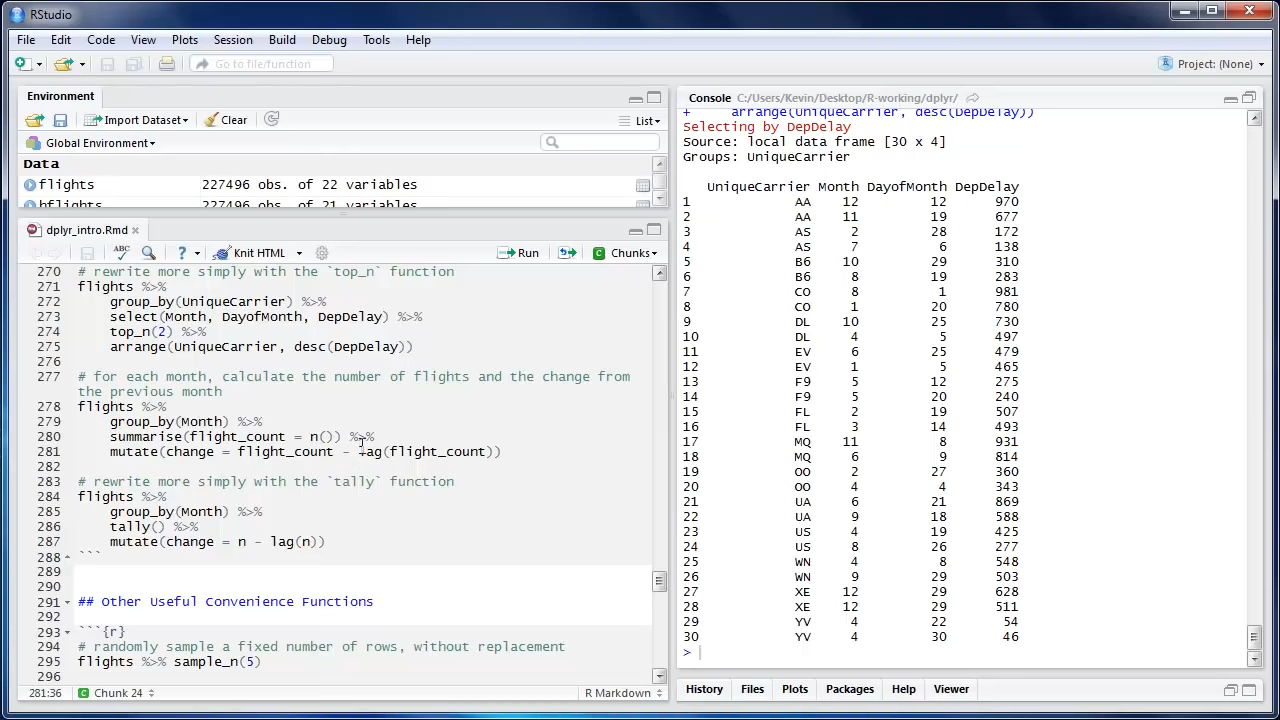 RStudio
File Edit Code View Plots Session Build Debug Tools Help
Go to file/function
Project: (None)
Environment
Import Dataset
Clear
List
Global Environment
Data
flights 227496 obs. of 22 variables
hflights 227496 obs. of 21 variables
dplyr_intro.Rmd
ABC
Knit HTML
Run
Chunks
270 # rewrite more simply with the `top_n` function
271 flights %>%
272 group_by(UniqueCarrier) %>%
273 select(Month, DayofMonth, DepDelay) %>%
274 top_n(2) %>%
275 arrange(UniqueCarrier, desc(DepDelay))
276
277 # for each month, calculate the number of flights and the change from
the previous month
278 flights %>%
279 group_by(Month) %>%
280 summarise(flight_count = n()) %>%
281 mutate(change = flight_count - lag(flight_count))
282
283 # rewrite more simply with the `tally` function
284 flights %>%
285 group_by(Month) %>%
286 tally() %>%
287 mutate(change = n - lag(n))
288 ```
289
290
291 ## Other Useful Convenience Functions
292
293 ```{r}
294 # randomly sample a fixed number of rows, without replacement
295 flights %>% sample_n(5)
296
281:36 Chunk 24 R Markdown
Console C:/Users/Kevin/Desktop/R-working/dplyr/
+ arrange(UniqueCarrier, desc(DepDelay))
Selecting by DepDelay
Source: local data frame [30 x 4]
Groups: UniqueCarrier
UniqueCarrier Month DayofMonth DepDelay
1 AA 12 12 970
2 AA 11 19 677
3 AS 2 28 172
4 AS 7 6 138
5 B6 10 29 310
6 B6 8 19 283
7 CO 8 1 981
8 CO 1 20 780
9 DL 10 25 730
10 DL 4 5 497
11 EV 6 25 479
12 EV 1 5 465
13 F9 5 12 275
14 F9 5 20 240
15 FL 2 19 507
16 FL 3 14 493
17 MQ 11 8 931
18 MQ 6 9 814
19 OO 2 27 360
20 OO 4 4 343
21 UA 6 21 869
22 UA 9 18 588
23 US 4 19 425
24 US 8 26 277
25 WN 4 8 548
26 WN 9 29 503
27 XE 12 29 628
28 XE 12 29 511
29 YV 4 22 54
30 YV 4 30 46
>
History Files Plots Packages Help Viewer